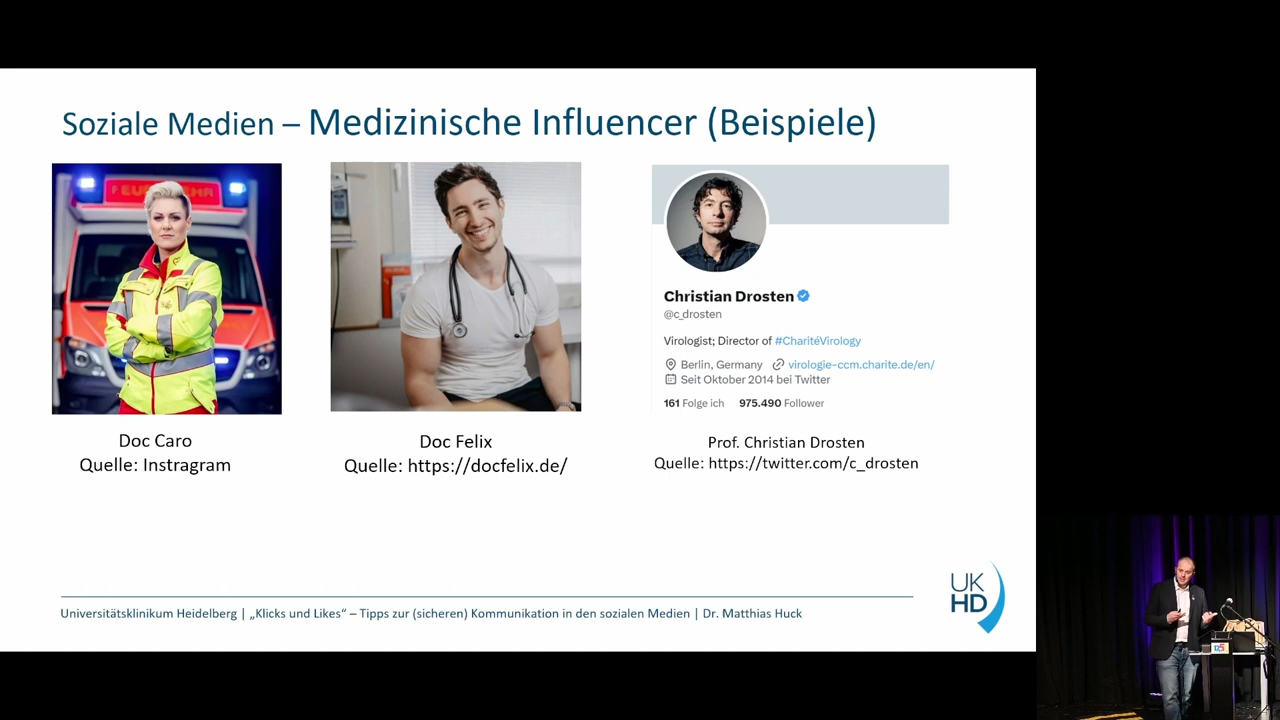 Soziale Medien – Medizinische Influencer (Beispiele)
FEUERWEHR
Christian Drosten
@c_drosten
Virologist; Director of #CharitéVirology
Berlin, Germany virologie-ccm.charite.de/en/
Seit Oktober 2014 bei Twitter
161 Folge ich 975.490 Follower
Doc Caro
Quelle: Instragram
Doc Felix
Quelle: https://docfelix.de/
Prof. Christian Drosten
Quelle: https://twitter.com/c_drosten
UK
HD
Universitätsklinikum Heidelberg | „Klicks und Likes“ – Tipps zur (sicheren) Kommunikation in den sozialen Medien | Dr. Matthias Huck